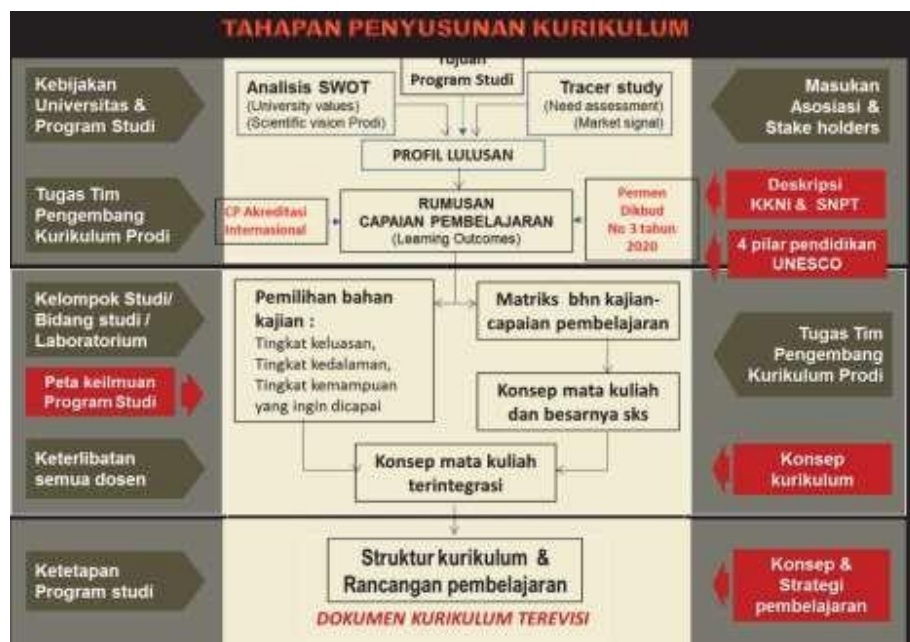 TAHAPAN PENYUSUNAN KURIKULUM
Kebijakan
Universitas &
Program Studi
Analisis SWOT
(University values)
(Scientific vision Prodi)
Tujuan
Program Studi
Tracer study
(Need assessment)
(Market signal)
Masukan
Asosiasi &
Stake holders
PROFIL LULUSAN
Tugas Tim
Pengembang
Kurikulum Prodi
CP Akreditasi
Internasional
RUMUSAN
CAPAIAN PEMBELAJARAN
(Learning Outcomes)
Permen
Dikbud
No 3 tahun
2020
Deskripsi
KKNI & SNPT
4 pilar pendidikan
UNESCO
Kelompok Studi/
Bidang studi /
Laboratorium
Peta keilmuan
Program Studi
Pemilihan bahan
kajian :
Tingkat keluasan,
Tingkat kedalaman,
Tingkat kemampuan
yang ingin dicapai
Matriks bhn kajian-
capaian pembelajaran
Konsep mata kuliah
dan besarnya sks
Tugas Tim
Pengembang
Kurikulum Prodi
Keterlibatan
semua dosen
Konsep mata kuliah
terintegrasi
Konsep
kurikulum
Ketetapan
Program studi
Struktur kurikulum &
Rancangan pembelajaran
DOKUMEN KURIKULUM TEREVISI
Konsep &
Strategi
pembelajaran